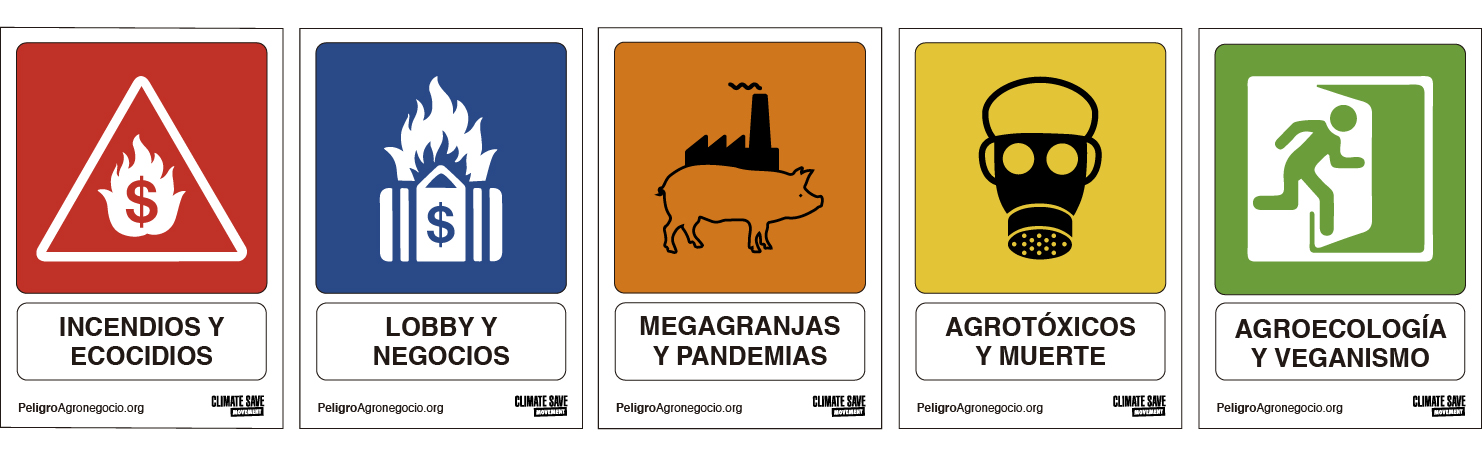 $
INCENDIOS Y
ECOCIDIOS
PeligroAgronegocio.org
CLIMATE SAVE
MOVEMENT
$
LOBBY Y
NEGOCIOS
PeligroAgronegocio.org
CLIMATE SAVE
MOVEMENT
MEGAGRANJAS
Y PANDEMIAS
PeligroAgronegocio.org
CLIMATE SAVE
MOVEMENT
AGROTÓXICOS
Y MUERTE
PeligroAgronegocio.org
CLIMATE SAVE
MOVEMENT
AGROECOLOGÍA
Y VEGANISMO
PeligroAgronegocio.org
CLIMATE SAVE
MOVEMENT